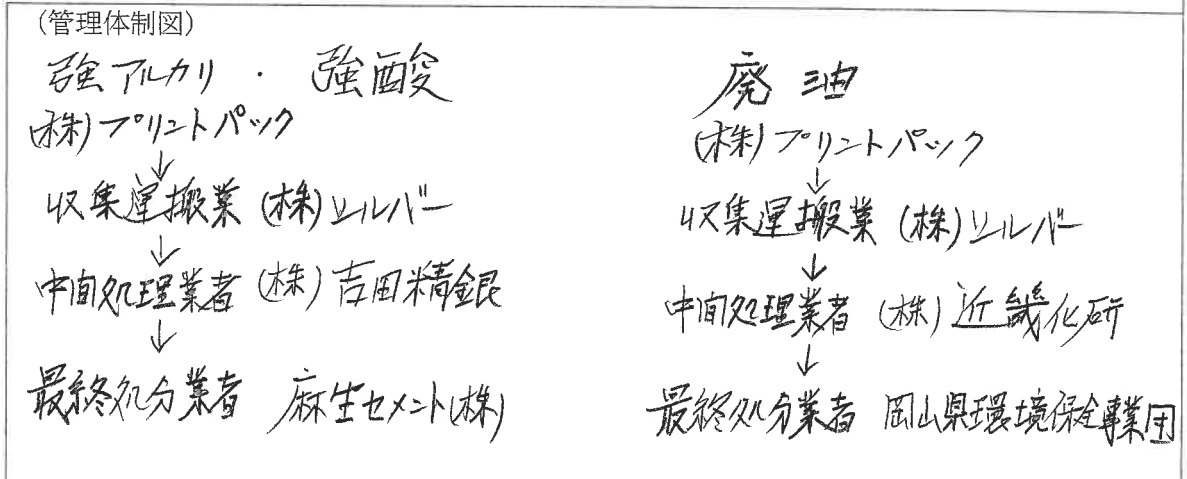 (管理体制図)
強アルカリ・強酸
(株)プリントパック
↓
収集運搬業 (株)シルバー
↓
中間処理業者 (株)吉田精銀
↓
最終処分業者 麻生セメント(株)
廃油
(株)プリントパック
↓
収集運搬業 (株)シルバー
↓
中間処理業者 (株)近畿化研
↓
最終処分業者 岡山県環境保全事業団